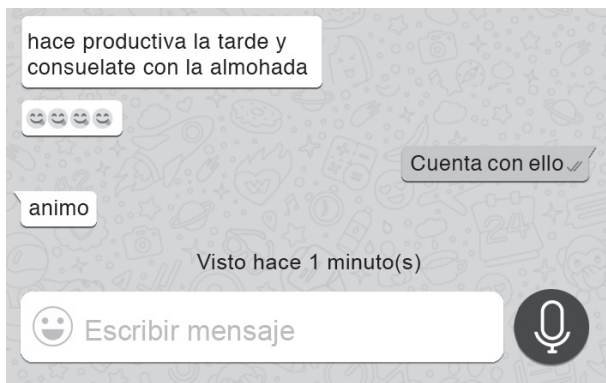 hace productiva la tarde y
consuelate con la almohada
Cuenta con ello
animo
Visto hace 1 minuto(s)
Escribir mensaje